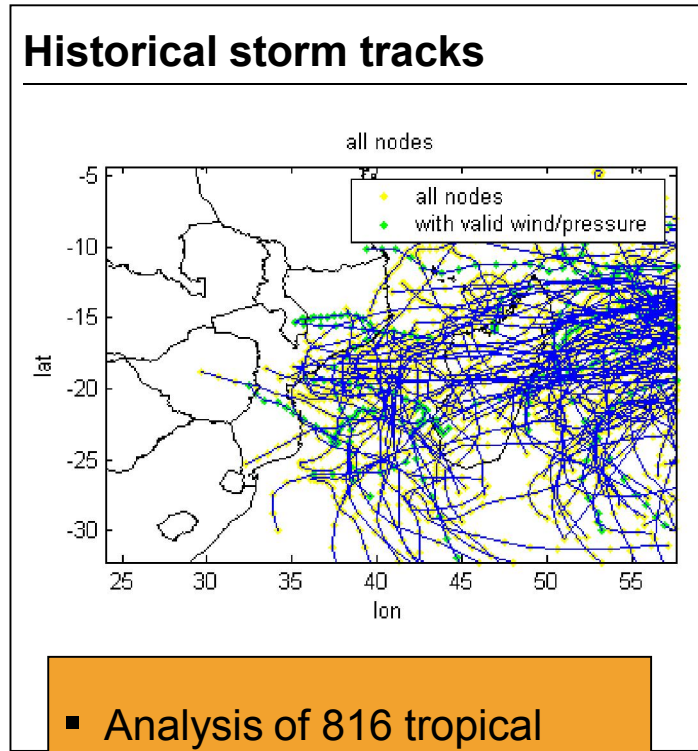 Historical storm tracks
all nodes
all nodes
with valid wind/pressure
-5
-10
-15
-20
-25
-30
lat
25 30 35 40 45 50 55
lon
▪ Analysis of 816 tropical